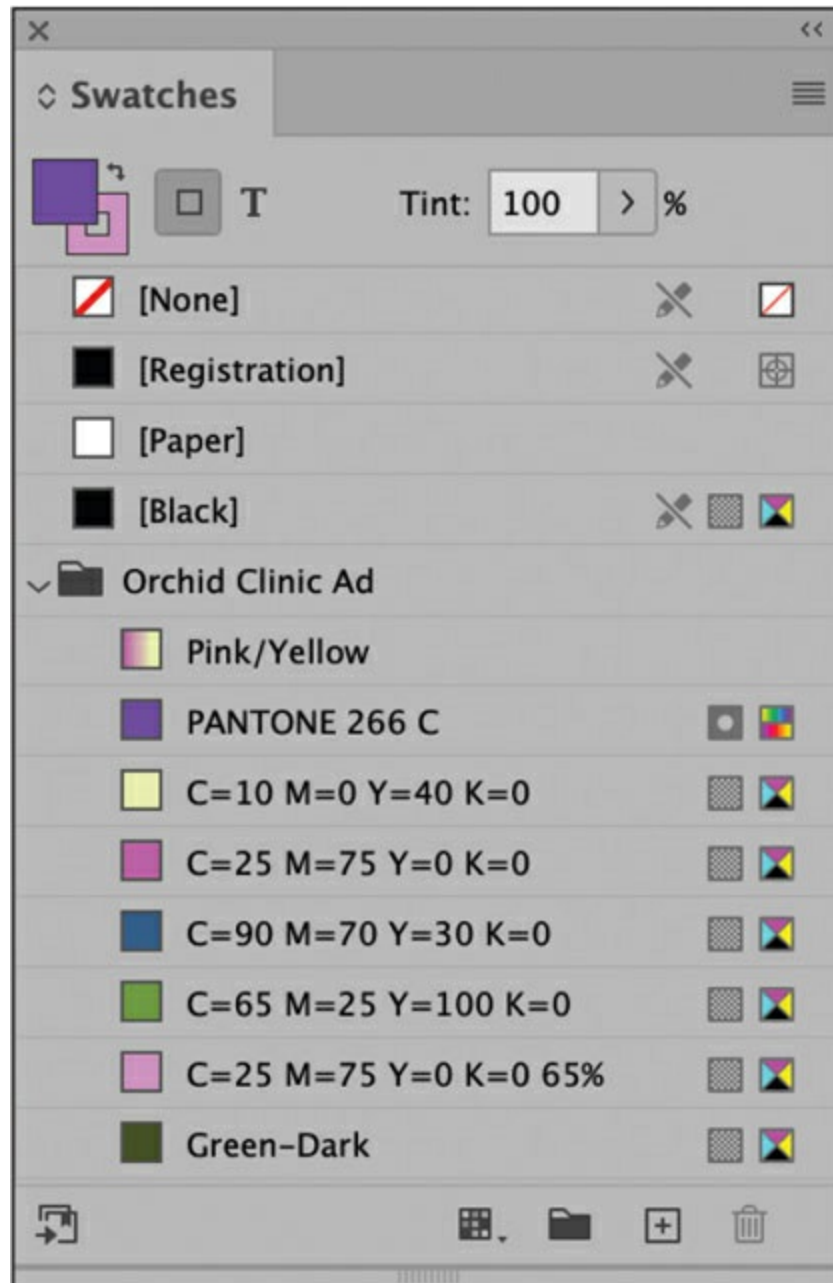 Swatches
T Tint: 100 %
[None]
[Registration]
[Paper]
[Black]
Orchid Clinic Ad
Pink/Yellow
PANTONE 266 C
C=10 M=0 Y=40 K=0
C=25 M=75 Y=0 K=0
C=90 M=70 Y=30 K=0
C=65 M=25 Y=100 K=0
C=25 M=75 Y=0 K=0 65%
Green-Dark